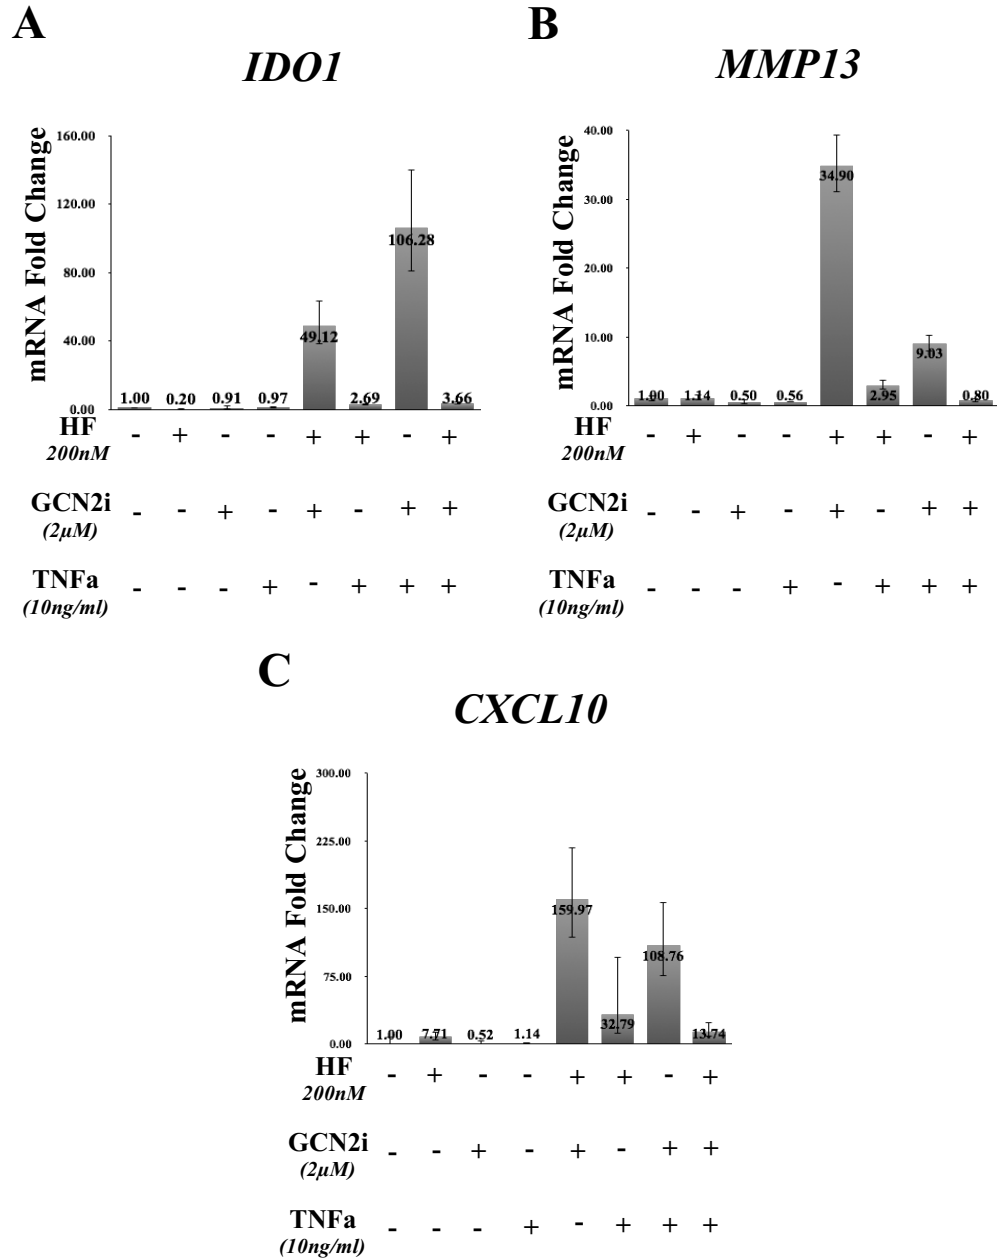 A
IDO1
mRNA Fold Change
160.00
120.00
80.00
40.00
0.00
1.00 0.20 0.91 0.97 49.12 2.69 106.28 3.66
HF - + - - + + - +
200nM
GCN2i - - + - + - + +
(2µM)
TNFa - - - + - + + +
(10ng/ml)
B
MMP13
mRNA Fold Change
40.00
30.00
20.00
10.00
0.00
1.00 1.14 0.50 0.56 34.90 2.95 9.03 0.80
HF - + - - + + - +
200nM
GCN2i - - + - + - + +
(2µM)
TNFa - - - + - + + +
(10ng/ml)
C
CXCL10
mRNA Fold Change
300.00
225.00
150.00
75.00
0.00
1.00 7.71 0.52 1.14 159.97 32.79 108.76 13.74
HF - + - - + + - +
200nM
GCN2i - - + - + - + +
(2µM)
TNFa - - - + - + + +
(10ng/ml)